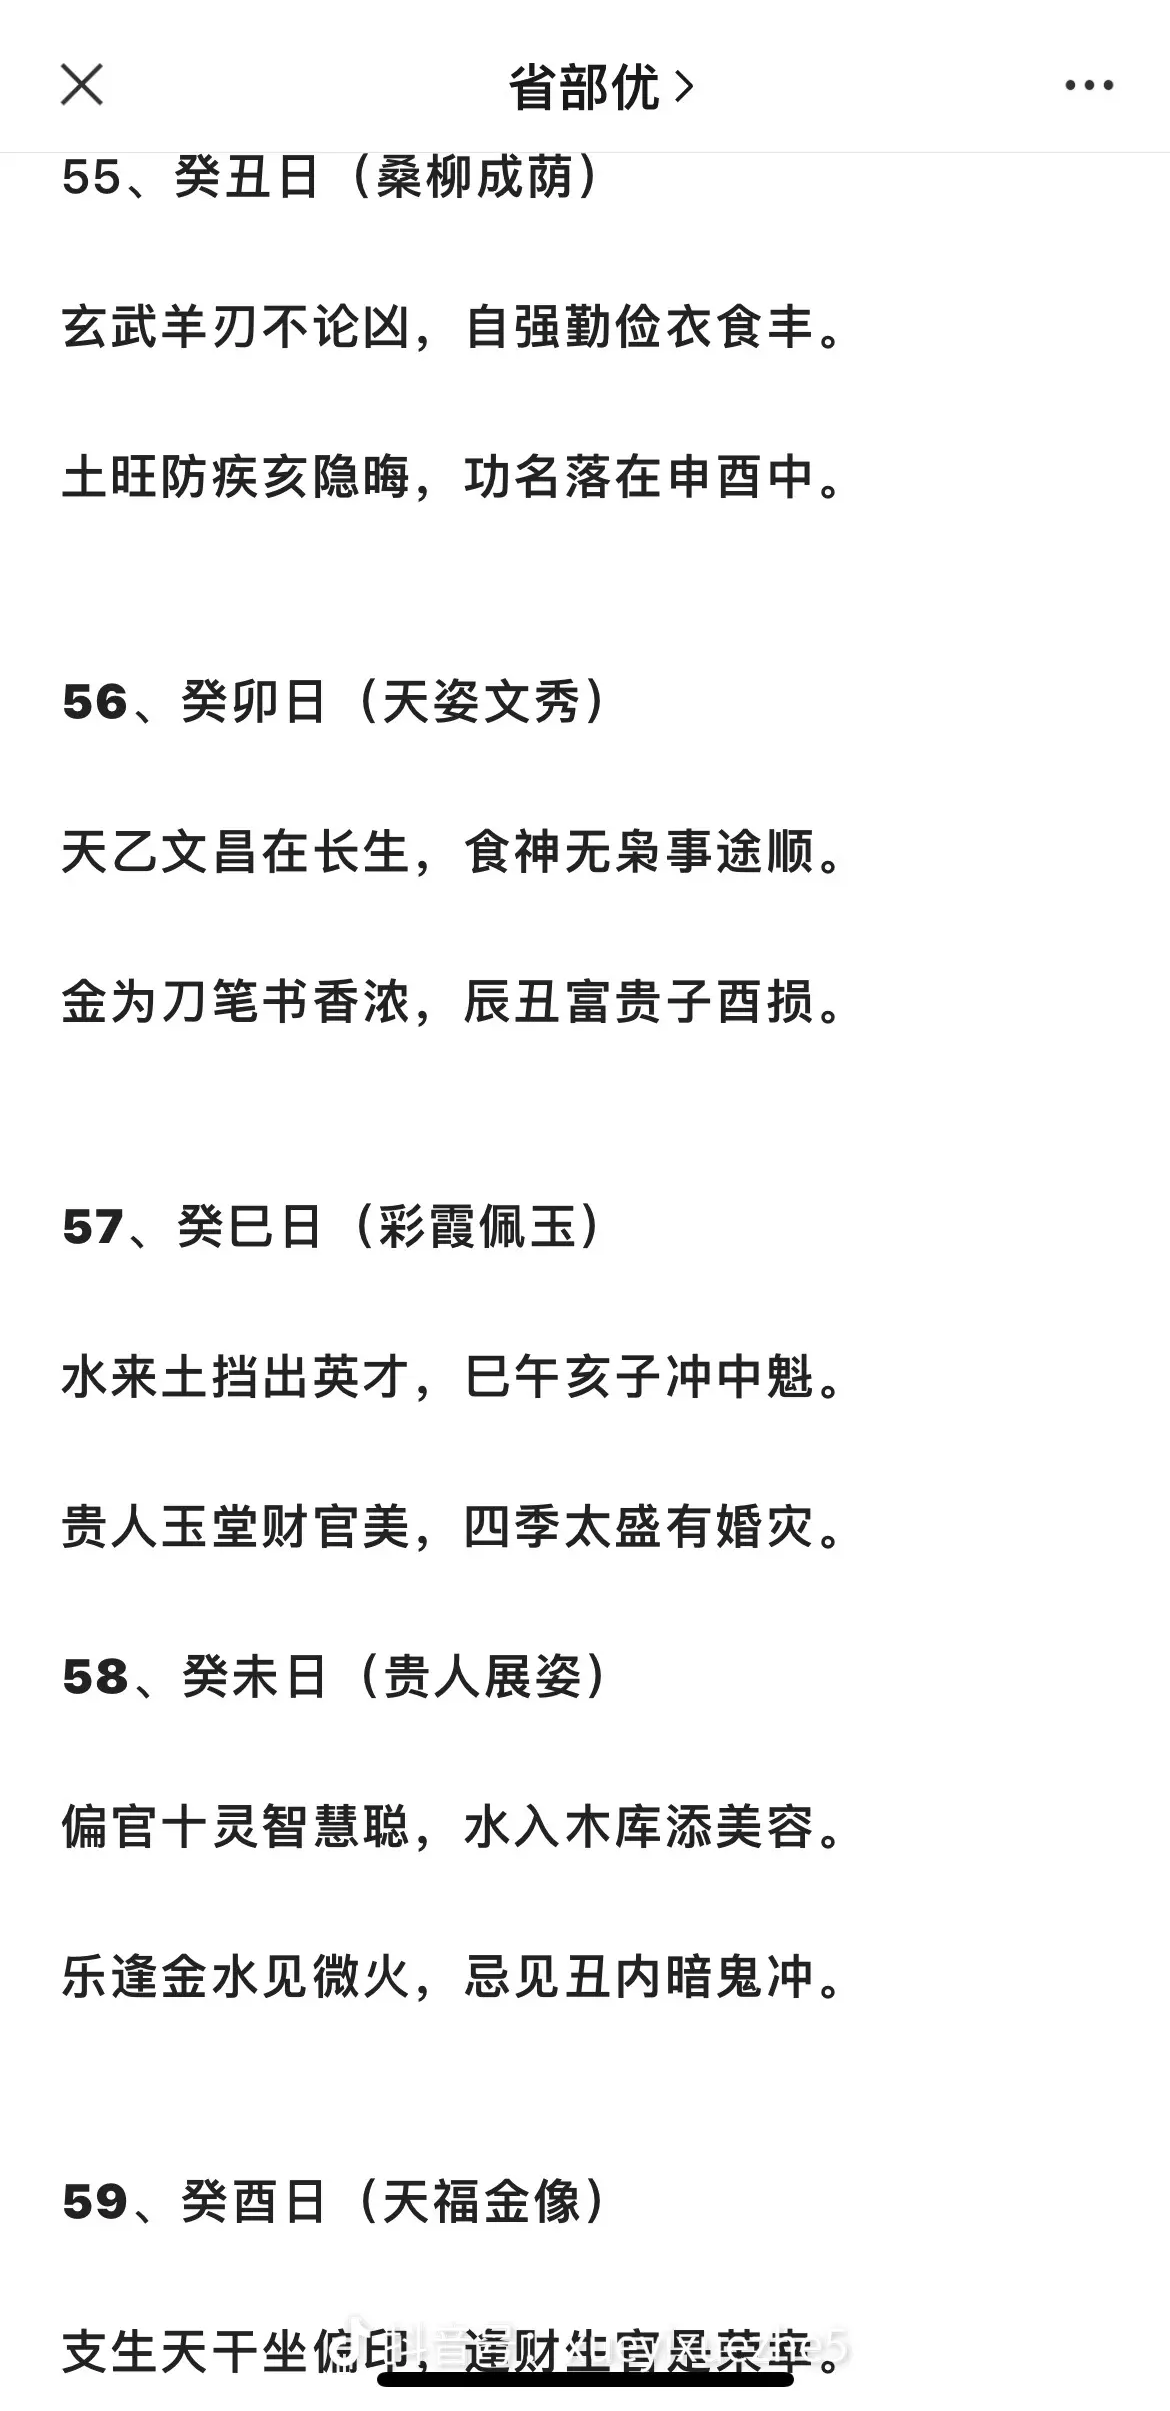 省部优
55、癸丑日（桑柳成荫）
玄武羊刃不论凶，自强勤俭衣食丰。
土旺防疾亥隐晦，功名落在申酉中。
56、癸卯日（天姿文秀）
天乙文昌在长生，食神无枭事途顺。
金为刀笔书香浓，辰丑富贵子酉损。
57、癸巳日（彩霞佩玉）
水来土挡出英才，巳午亥子冲中魁。
贵人玉堂财官美，四季太盛有婚灾。
58、癸未日（贵人展姿）
偏官十灵智慧聪，水入木库添美容。
乐逢金水见微火，忌见丑内暗鬼冲。
59、癸酉日（天福金像）
支生天干坐偏印，逢财生官是荣幸。
抖音号：